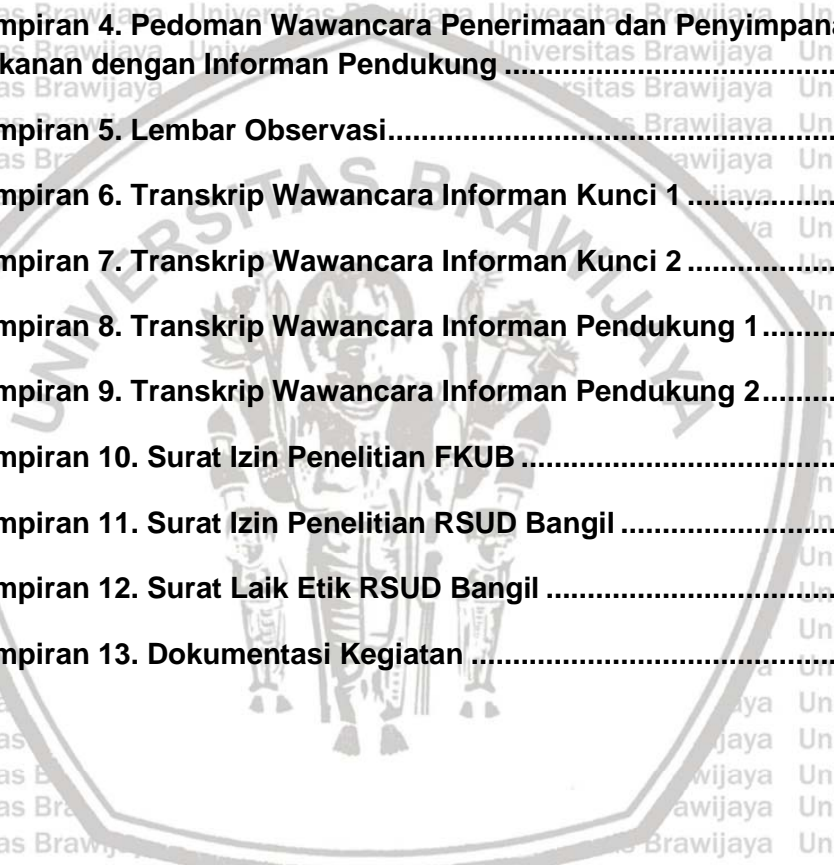 mpiran 4. Pedoman Wawancara Penerimaan dan Penyimpana
kanan dengan Informan Pendukung ........................................
mpiran 5. Lembar Observasi......................................................
mpiran 6. Transkrip Wawancara Informan Kunci 1 ..................
mpiran 7. Transkrip Wawancara Informan Kunci 2 ..................
mpiran 8. Transkrip Wawancara Informan Pendukung 1.........
mpiran 9. Transkrip Wawancara Informan Pendukung 2.........
mpiran 10. Surat Izin Penelitian FKUB ......................................
mpiran 11. Surat Izin Penelitian RSUD Bangil ..........................
mpiran 12. Surat Laik Etik RSUD Bangil ...................................
mpiran 13. Dokumentasi Kegiatan ............................................
UNIVERSITAS BRAWIJAYA